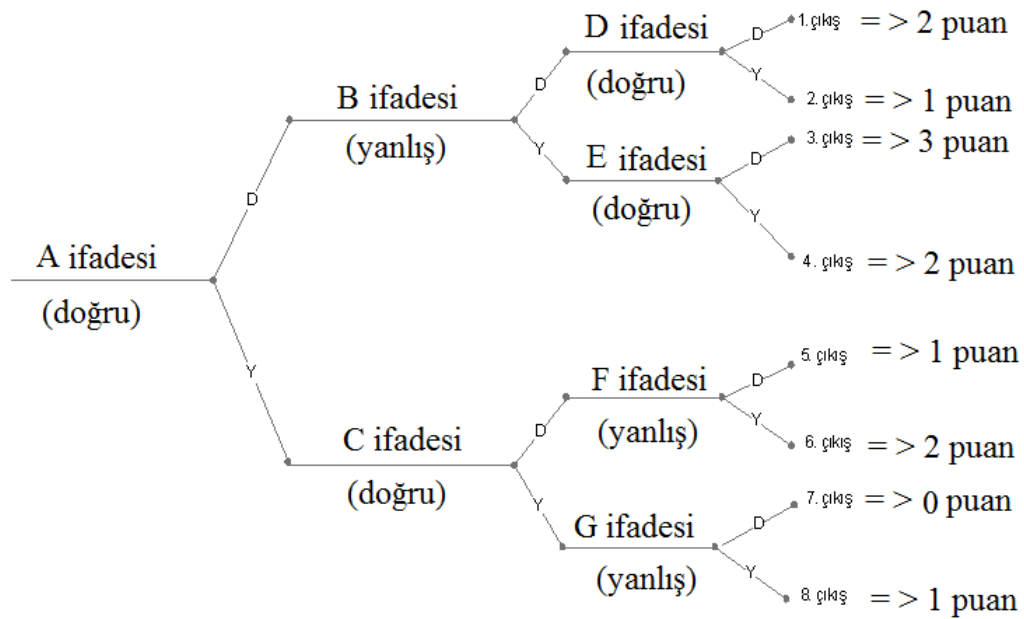 D ifadesi
(doğru)
D
1.çıkış = > 2 puan
Y
2. çıkış = > 1 puan
B ifadesi
(yanlış)
D
Y
E ifadesi
(doğru)
D
3. çıkış = > 3 puan
Y
4. çıkış = > 2 puan
D
A ifadesi
(doğru)
Y
F ifadesi
(yanlış)
D
5. çıkış = > 1 puan
Y
6. çıkış = > 2 puan
C ifadesi
(doğru)
D
Y
G ifadesi
(yanlış)
D
7. çıkış = > 0 puan
Y
8. çıkış = > 1 puan